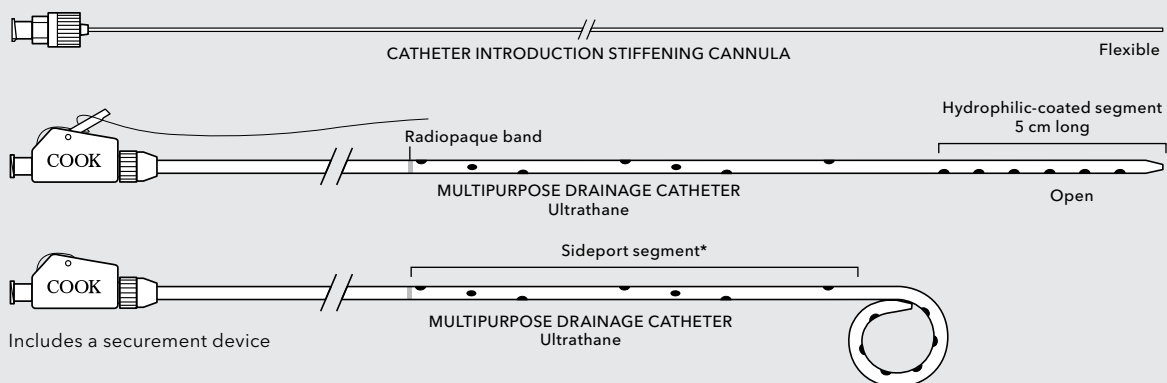 CATHETER INTRODUCTION STIFFENING CANNULA
Flexible
Hydrophilic-coated segment
5 cm long
Radiopaque band
COOK
MULTIPURPOSE DRAINAGE CATHETER
Ultrathane
Open
Sideport segment*
COOK
MULTIPURPOSE DRAINAGE CATHETER
Ultrathane
Includes a securement device